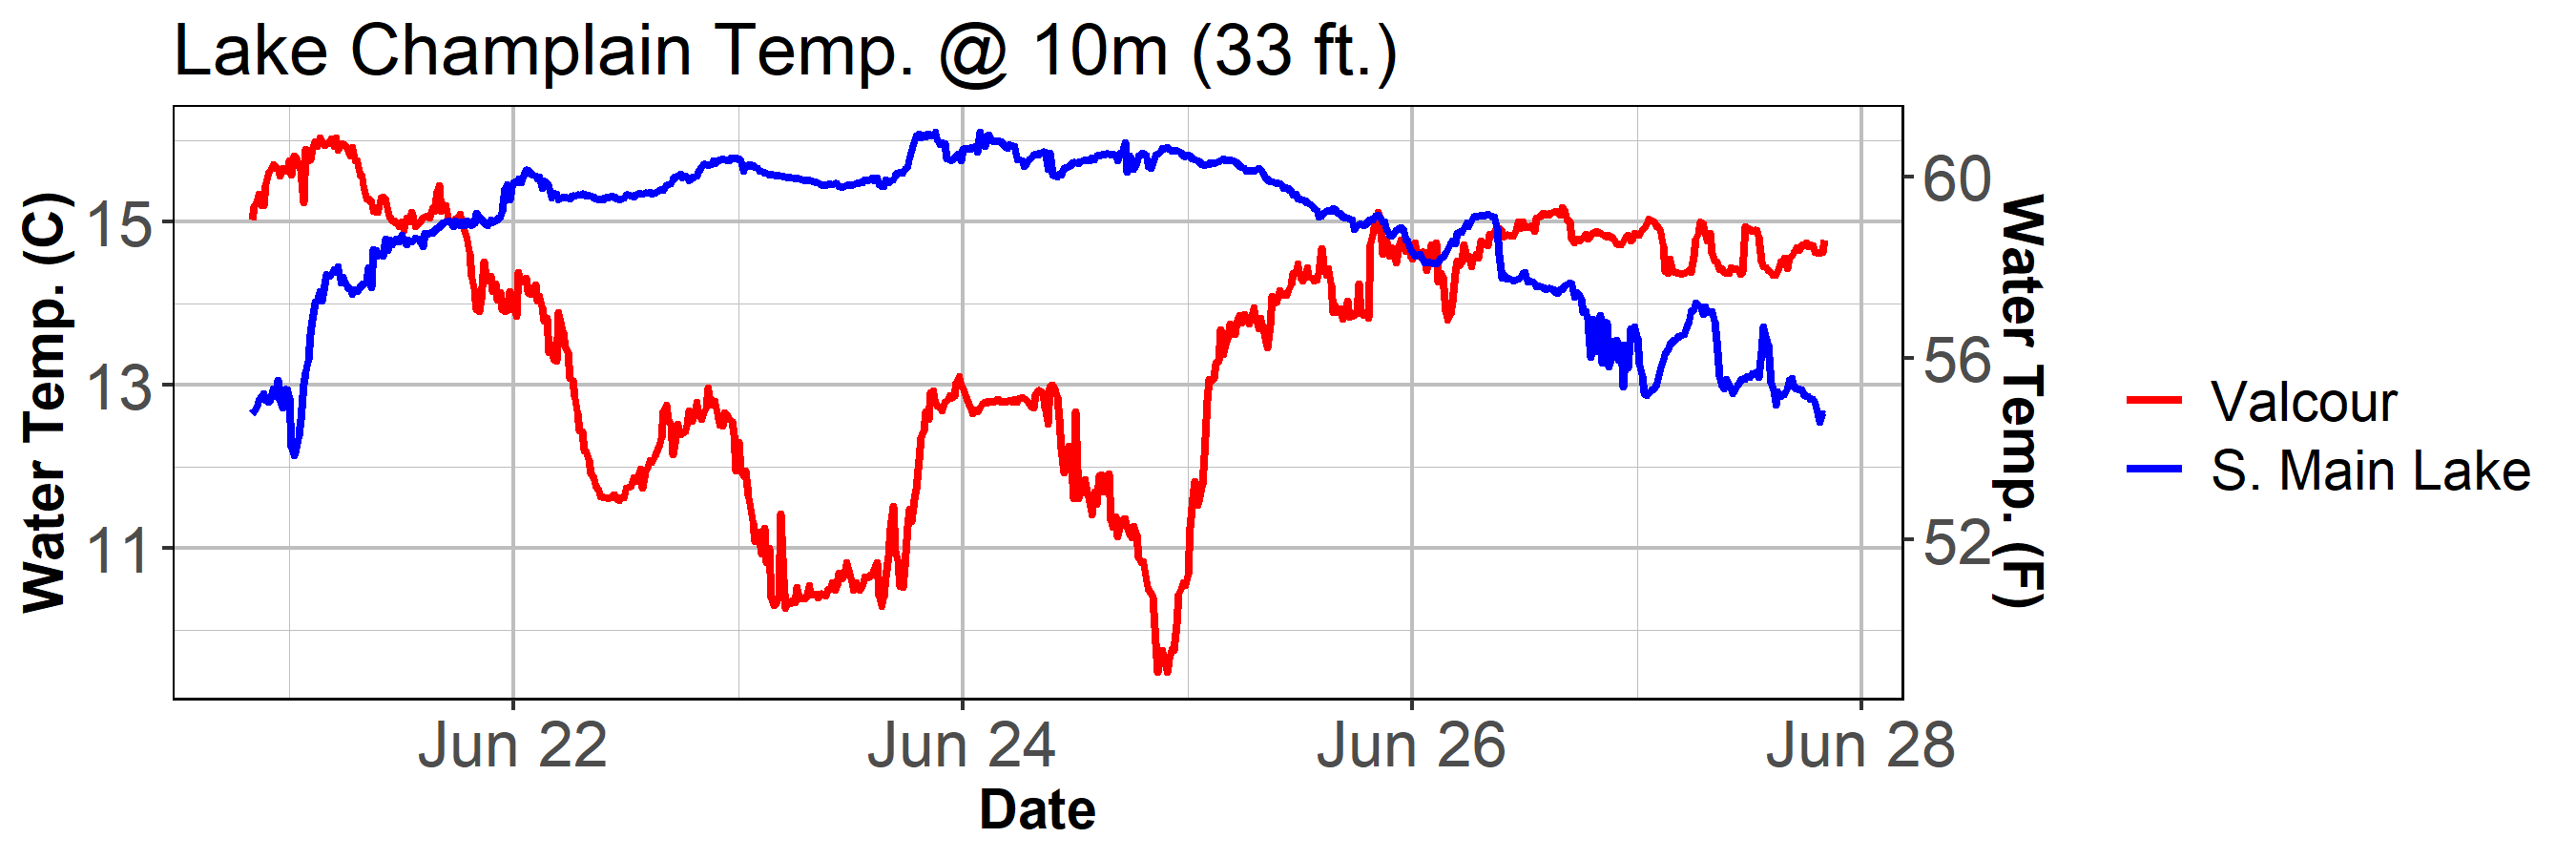 Lake Champlain Temp. @ 10m (33 ft.)
Water Temp. (C)
15
13
11
60
56
52
Water Temp. (F)
Jun 22
Jun 24
Jun 26
Jun 28
Date
Valcour
S. Main Lake